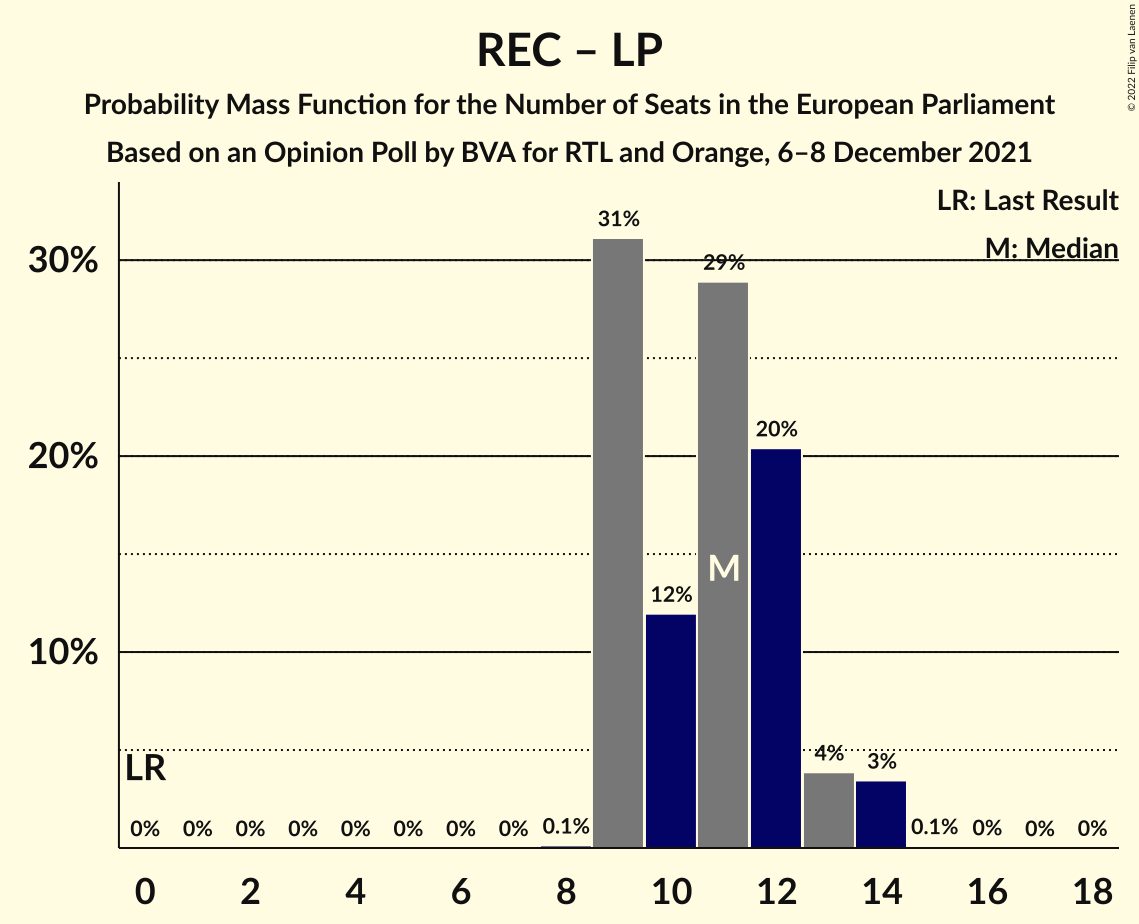 REC – LP
Probability Mass Function for the Number of Seats in the European Parliament
Based on an Opinion Poll by BVA for RTL and Orange, 6–8 December 2021
© 2022 Filip van Laenen
LR: Last Result
M: Median
30%
20%
10%
31%
29%
20%
12%
M
4%
3%
LR
0% 0% 0% 0% 0% 0% 0% 0% 0.1% 0.1% 0% 0% 0%
0 2 4 6 8 10 12 14 16 18